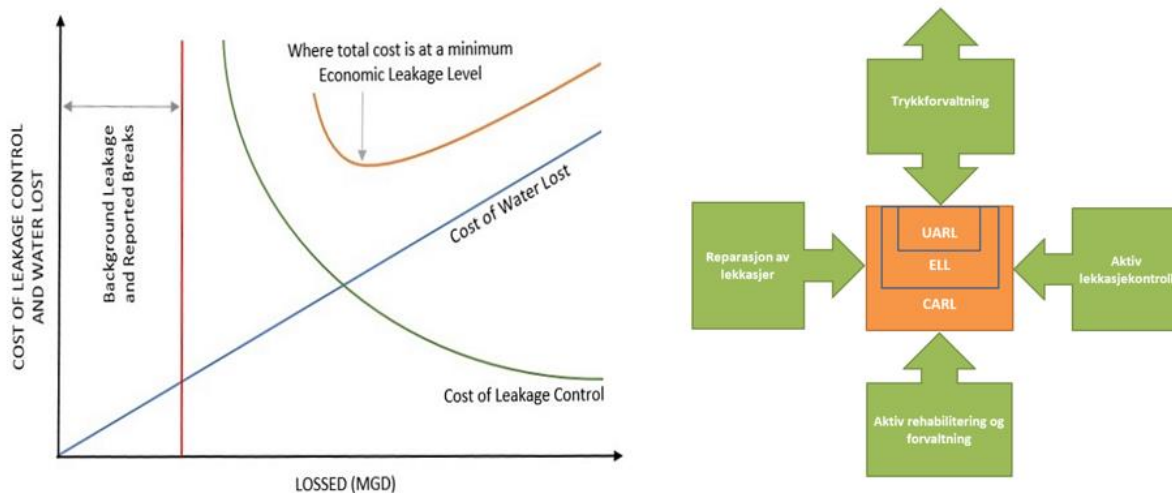 COST OF LEAKAGE CONTROL
AND WATER LOST
Background Leakage
and Reported Breaks
Where total cost is at a minimum
Economic Leakage Level
Cost of Water Lost
Cost of Leakage Control
LOSSED (MGD)
Trykkforvaltning
Reparasjon av
lekkasjer
UARL
ELL
CARL
Aktiv
lekkasjekontroll
Aktiv rehabilitering og
forvaltning